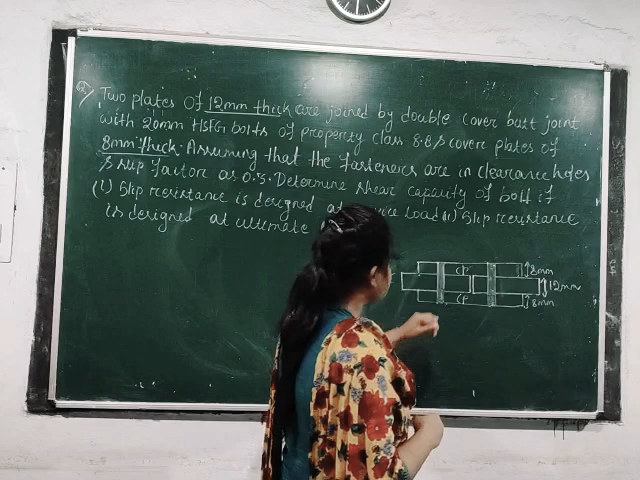 Q) Two plates of 12mm thick are joined by double cover butt joint
with 20mm HSFG bolts of property class 8.8 & cover plates of
8mm thick. Assuming that the fasteners are in clearance holes
& slip factor as 0.5. Determine shear capacity of bolt if
(i) Slip resistance is designed at service load (ii) Slip resistance
is designed at ultimate
CP 8mm
12mm
CP 8mm